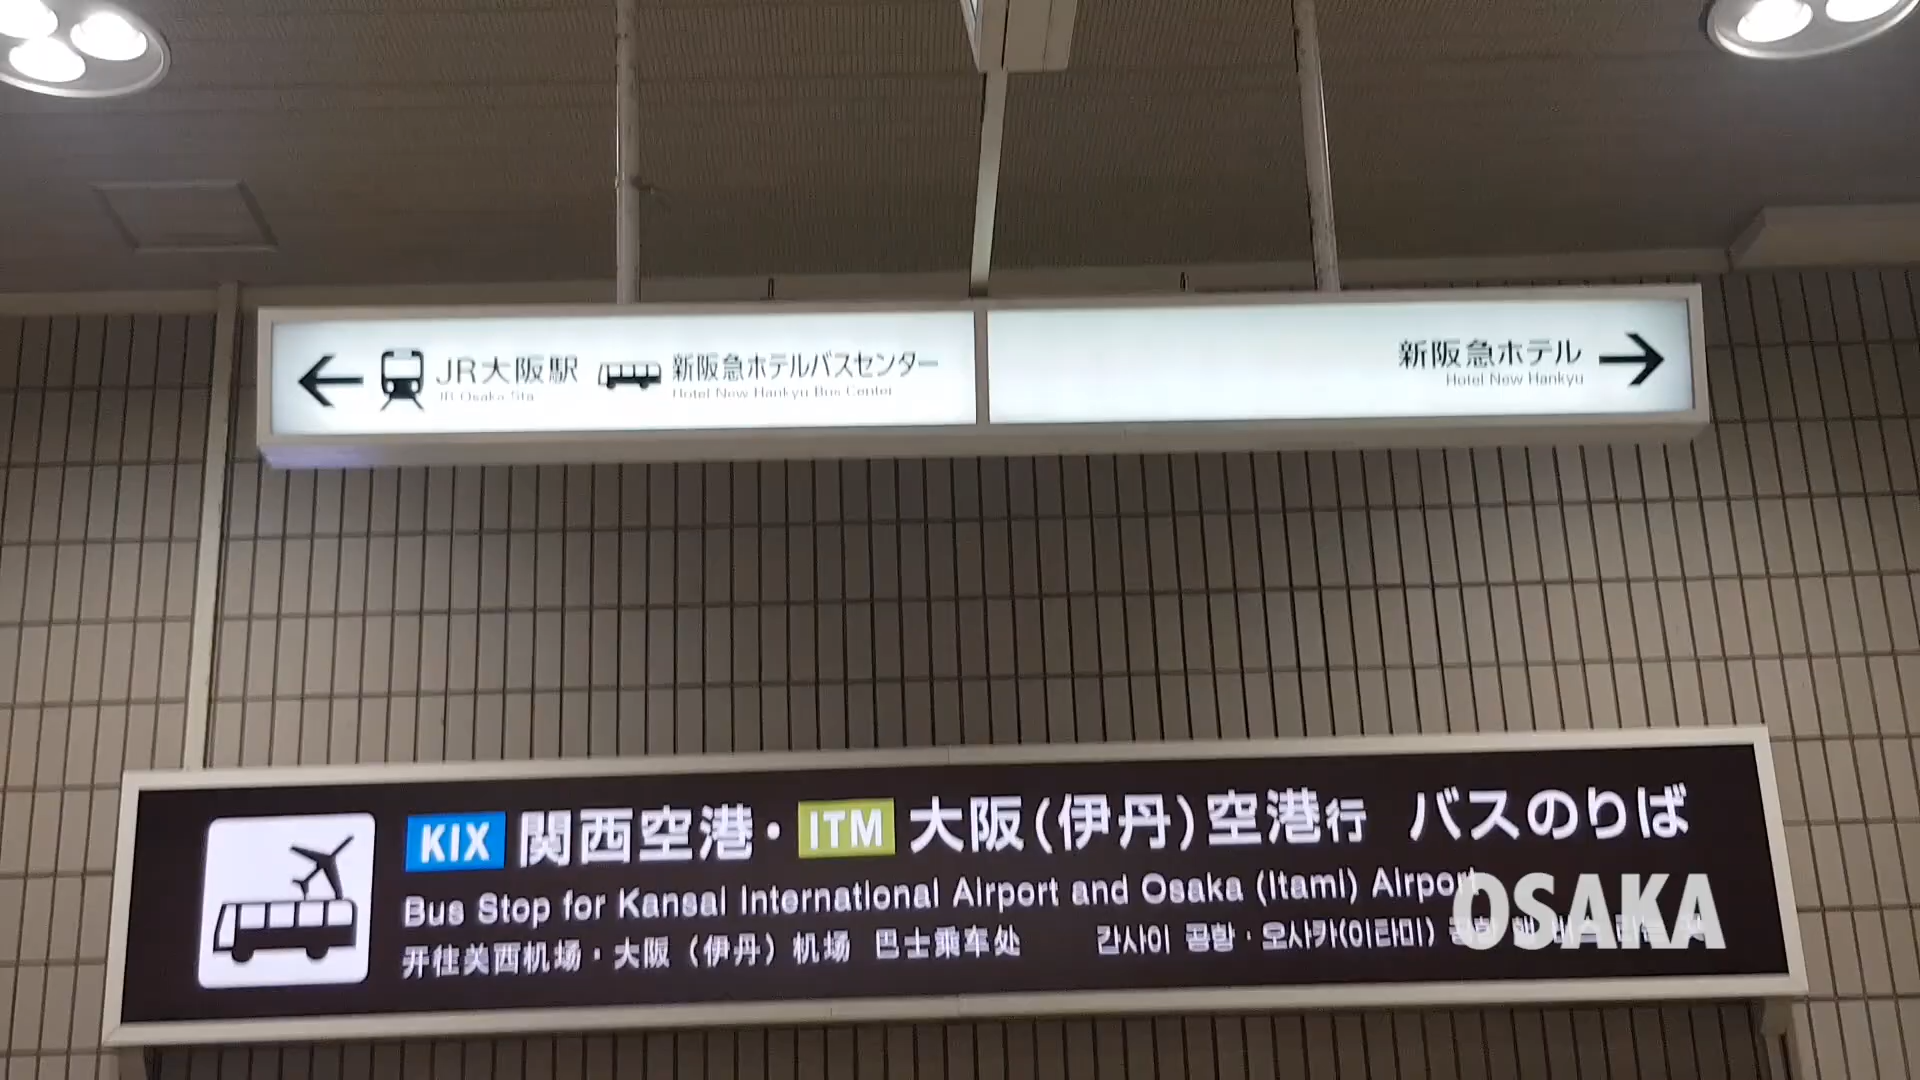 JR大阪駅 新阪急ホテルバスセンター
JR Osaka Sta. Hotel New Hankyu Bus Center
新阪急ホテル
Hotel New Hankyu
KIX 関西空港・ITM 大阪(伊丹)空港行 バスのりば
Bus Stop for Kansai International Airport and Osaka (Itami) Airport
开往关西机场・大阪（伊丹）机场 巴士乘车处 간사이 공항・오사카(이타미) 공항
OSAKA